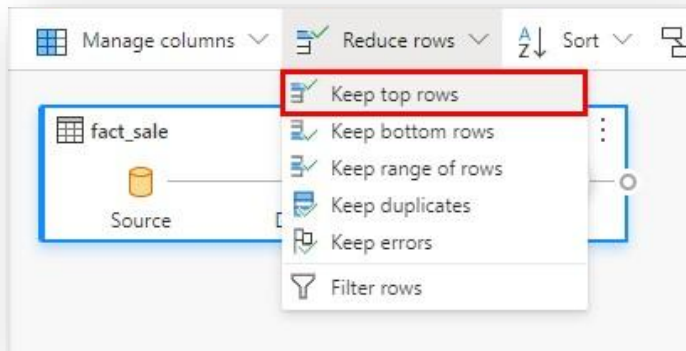 Manage columns
Reduce rows
Sort
Keep top rows
fact_sale
Keep bottom rows
Keep range of rows
Keep duplicates
Source
Keep errors
Filter rows